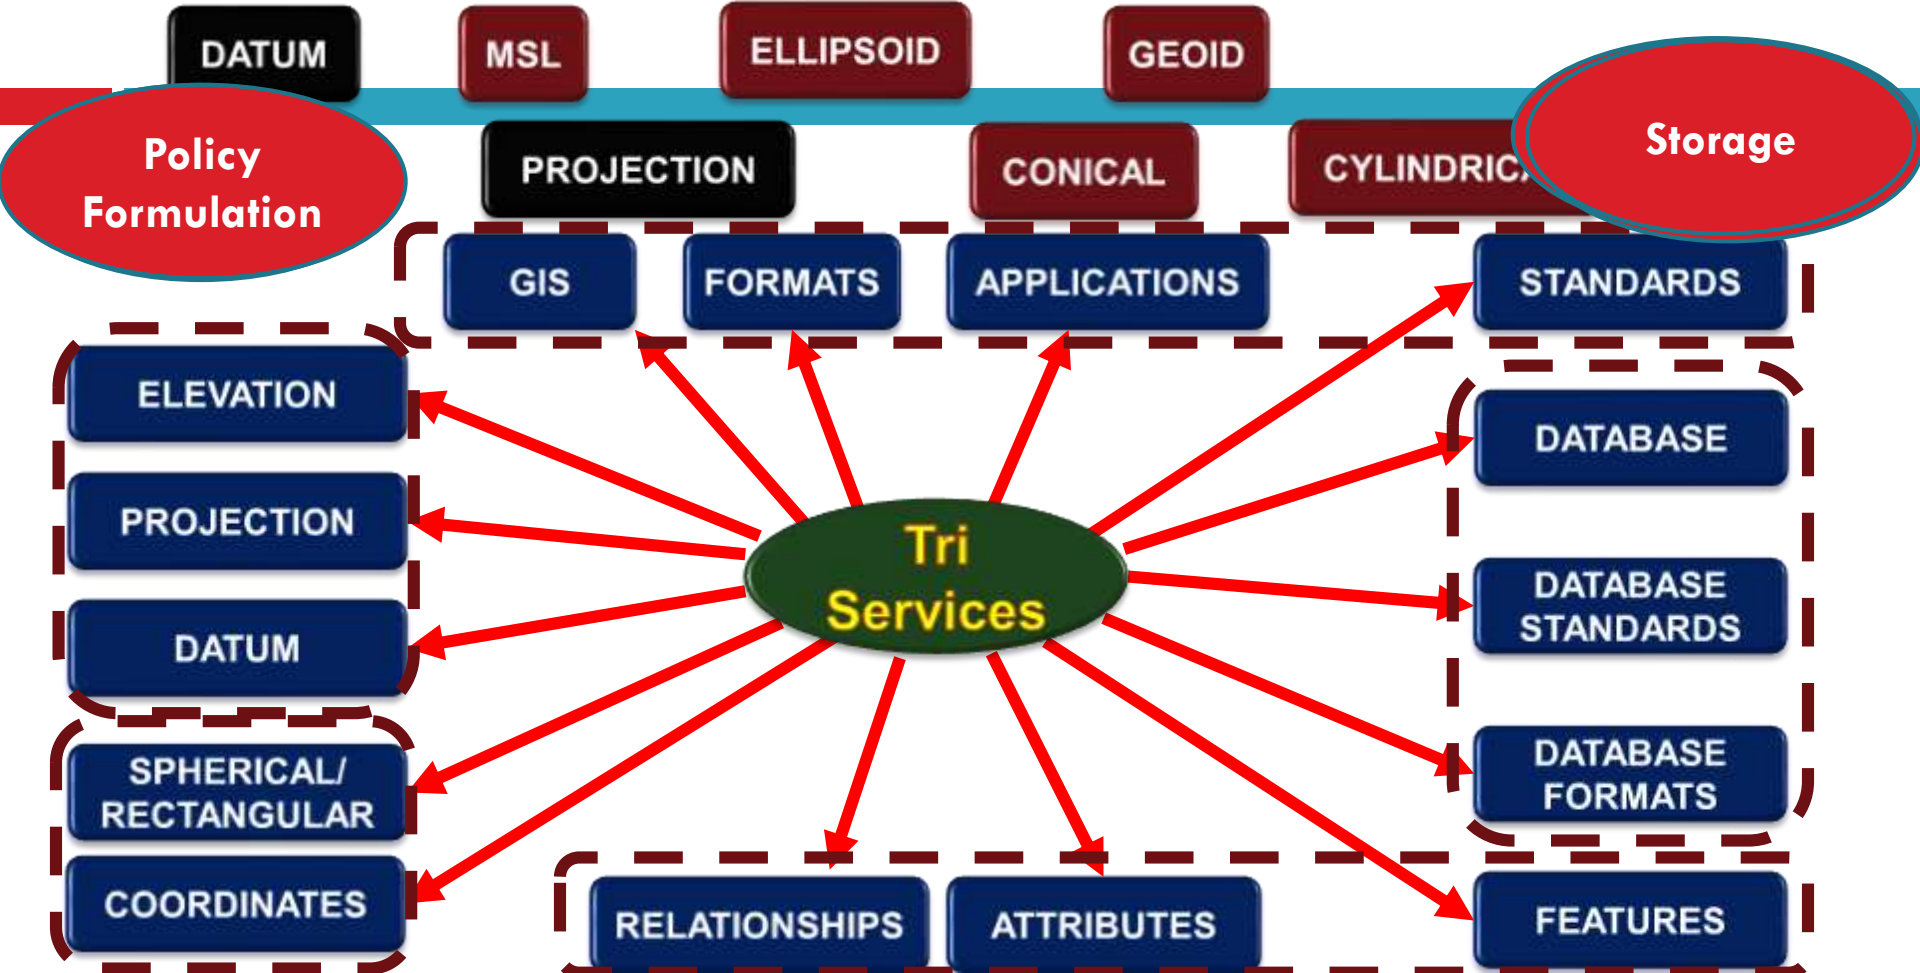 DATUM
MSL
ELLIPSOID
GEOID
Policy
Formulation
PROJECTION
CONICAL
Storage
GIS
FORMATS
APPLICATIONS
STANDARDS
ELEVATION
DATABASE
PROJECTION
Tri
Services
DATABASE
STANDARDS
DATUM
SPHERICAL/
RECTANGULAR
DATABASE
FORMATS
COORDINATES
RELATIONSHIPS
ATTRIBUTES
FEATURES